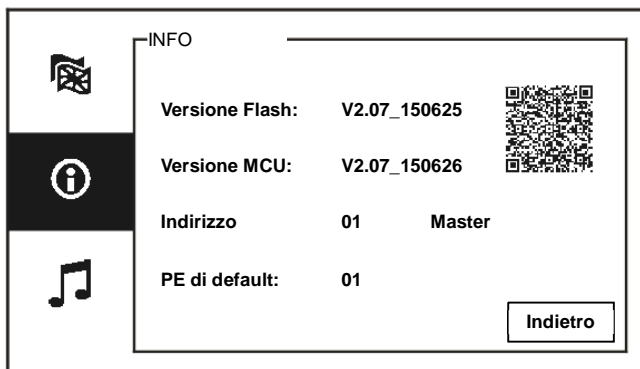 INFO
Versione Flash: V2.07_150625
Versione MCU: V2.07_150626
Indirizzo 01 Master
PE di default: 01
Indietro